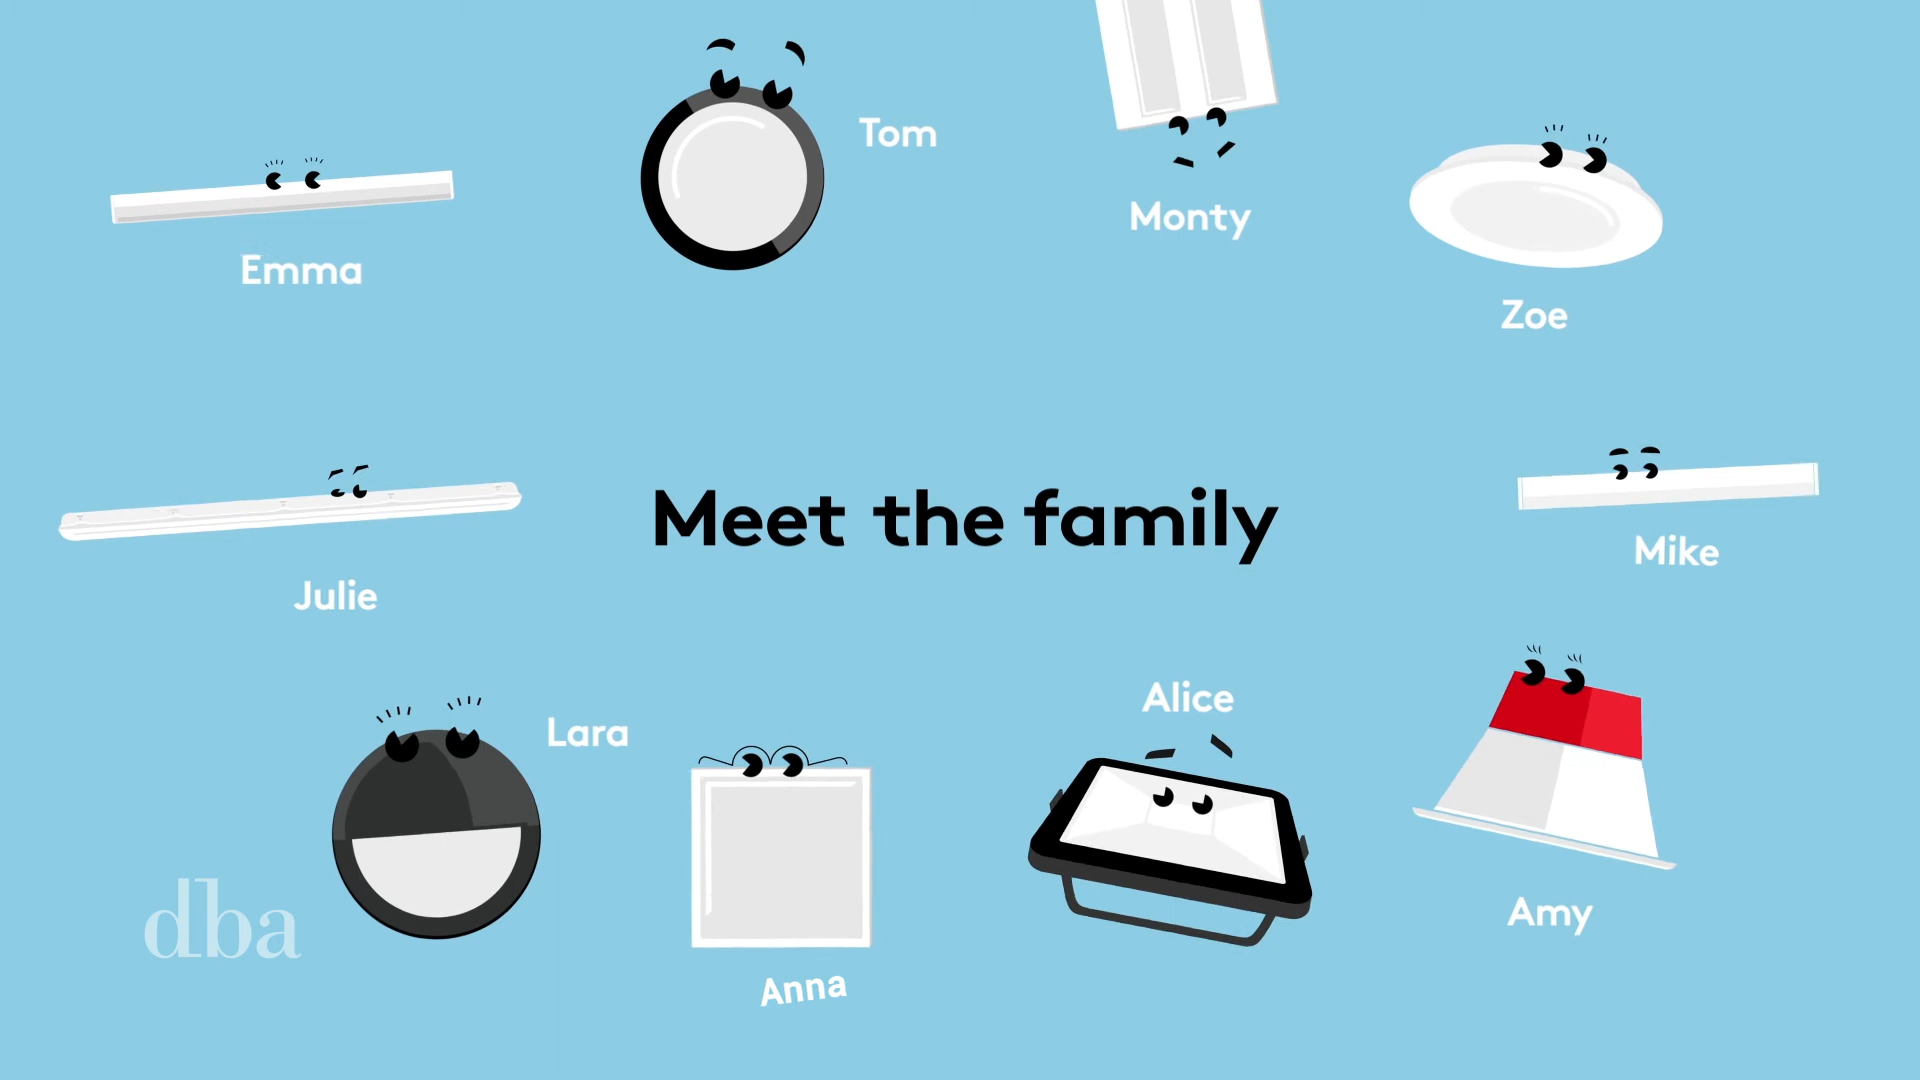 Tom
Monty
Emma
Zoe
Meet the family
Mike
Julie
Alice
Lara
Amy
dba
Anna